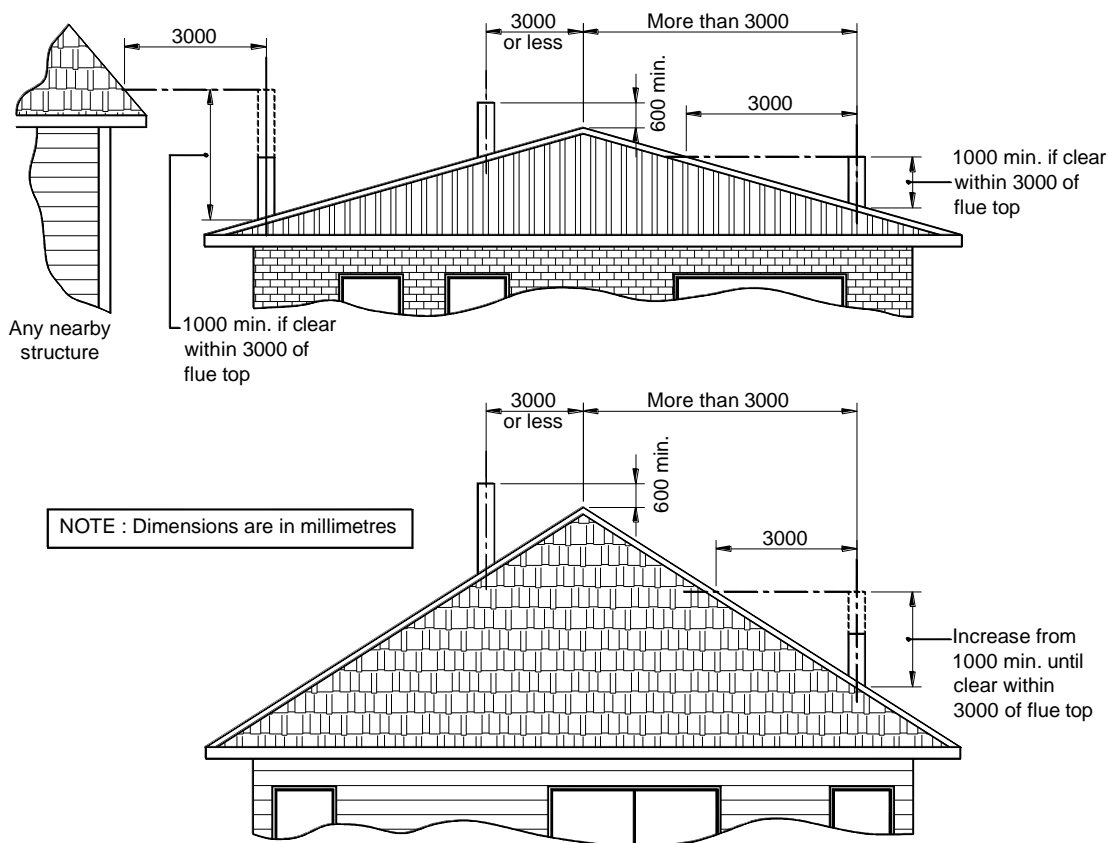 3000
3000
or less
More than 3000
600 min.
3000
1000 min. if clear
within 3000 of
flue top
Any nearby
structure
1000 min. if clear
within 3000 of
flue top
3000
or less
More than 3000
600 min.
NOTE : Dimensions are in millimetres
3000
Increase from
1000 min. until
clear within
3000 of flue top